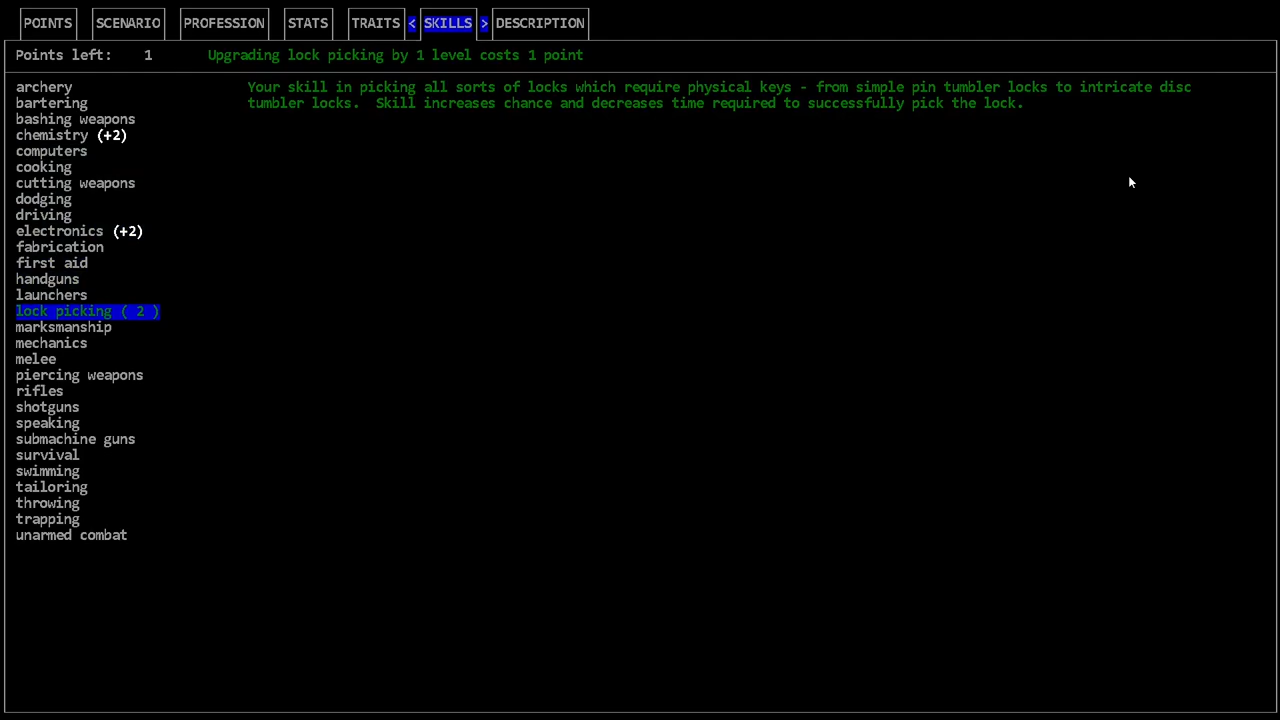 POINTS SCENARIO PROFESSION STATS TRAITS < SKILLS > DESCRIPTION
Points left: 1 Upgrading lock picking by 1 level costs 1 point
archery
bartering
bashing weapons
chemistry (+2)
computers
cooking
cutting weapons
dodging
driving
electronics (+2)
fabrication
first aid
handguns
launchers
lock picking ( 2 )
marksmanship
mechanics
melee
piercing weapons
rifles
shotguns
speaking
submachine guns
survival
swimming
tailoring
throwing
trapping
unarmed combat
Your skill in picking all sorts of locks which require physical keys - from simple pin tumbler locks to intricate disc
tumbler locks. Skill increases chance and decreases time required to successfully pick the lock.